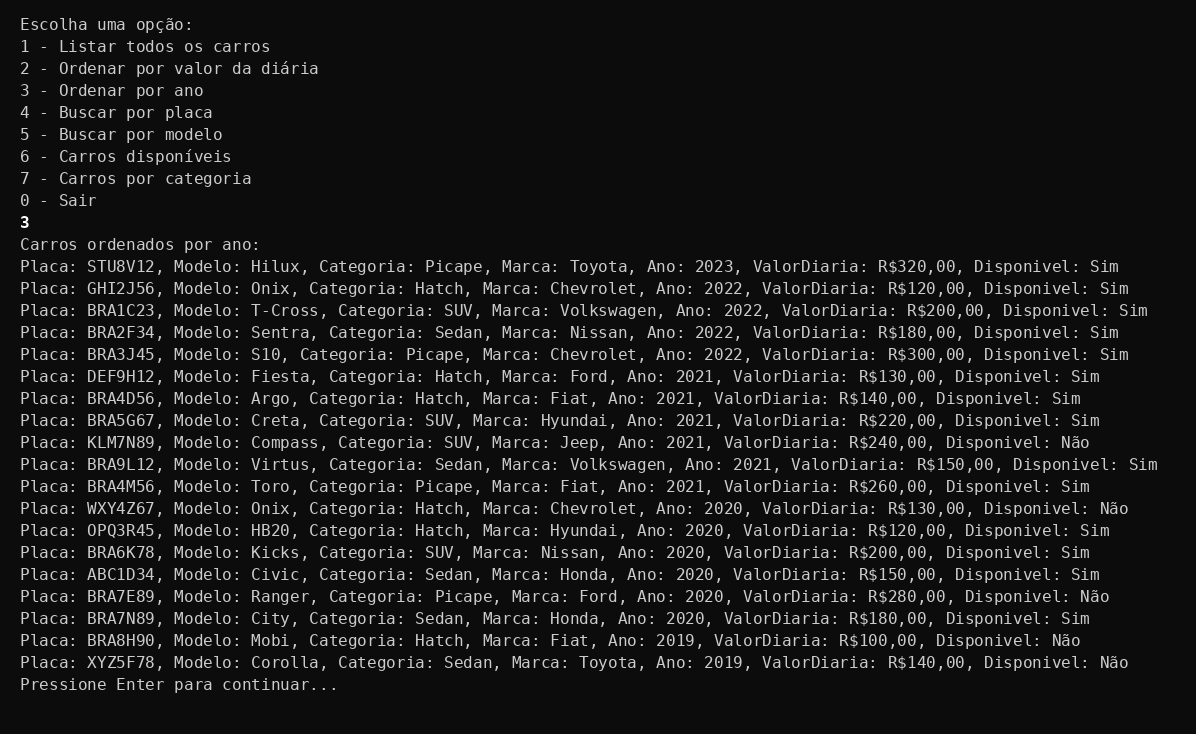 Escolha uma opção:
1 - Listar todos os carros
2 - Ordenar por valor da diária
3 - Ordenar por ano
4 - Buscar por placa
5 - Buscar por modelo
6 - Carros disponíveis
7 - Carros por categoria
0 - Sair
3
Carros ordenados por ano:
Placa: STU8V12, Modelo: Hilux, Categoria: Picape, Marca: Toyota, Ano: 2023, ValorDiaria: R$320,00, Disponivel: Sim
Placa: GHI2J56, Modelo: Onix, Categoria: Hatch, Marca: Chevrolet, Ano: 2022, ValorDiaria: R$120,00, Disponivel: Sim
Placa: BRA1C23, Modelo: T-Cross, Categoria: SUV, Marca: Volkswagen, Ano: 2022, ValorDiaria: R$200,00, Disponivel: Sim
Placa: BRA2F34, Modelo: Sentra, Categoria: Sedan, Marca: Nissan, Ano: 2022, ValorDiaria: R$180,00, Disponivel: Sim
Placa: BRA3J45, Modelo: S10, Categoria: Picape, Marca: Chevrolet, Ano: 2022, ValorDiaria: R$300,00, Disponivel: Sim
Placa: DEF9H12, Modelo: Fiesta, Categoria: Hatch, Marca: Ford, Ano: 2021, ValorDiaria: R$130,00, Disponivel: Sim
Placa: BRA4D56, Modelo: Argo, Categoria: Hatch, Marca: Fiat, Ano: 2021, ValorDiaria: R$140,00, Disponivel: Sim
Placa: BRA5G67, Modelo: Creta, Categoria: SUV, Marca: Hyundai, Ano: 2021, ValorDiaria: R$220,00, Disponivel: Sim
Placa: KLM7N89, Modelo: Compass, Categoria: SUV, Marca: Jeep, Ano: 2021, ValorDiaria: R$240,00, Disponivel: Não
Placa: BRA9L12, Modelo: Virtus, Categoria: Sedan, Marca: Volkswagen, Ano: 2021, ValorDiaria: R$150,00, Disponivel: Sim
Placa: BRA4M56, Modelo: Toro, Categoria: Picape, Marca: Fiat, Ano: 2021, ValorDiaria: R$260,00, Disponivel: Sim
Placa: WXY4Z67, Modelo: Onix, Categoria: Hatch, Marca: Chevrolet, Ano: 2020, ValorDiaria: R$130,00, Disponivel: Não
Placa: OPQ3R45, Modelo: HB20, Categoria: Hatch, Marca: Hyundai, Ano: 2020, ValorDiaria: R$120,00, Disponivel: Sim
Placa: BRA6K78, Modelo: Kicks, Categoria: SUV, Marca: Nissan, Ano: 2020, ValorDiaria: R$200,00, Disponivel: Sim
Placa: ABC1D34, Modelo: Civic, Categoria: Sedan, Marca: Honda, Ano: 2020, ValorDiaria: R$150,00, Disponivel: Sim
Placa: BRA7E89, Modelo: Ranger, Categoria: Picape, Marca: Ford, Ano: 2020, ValorDiaria: R$280,00, Disponivel: Não
Placa: BRA7N89, Modelo: City, Categoria: Sedan, Marca: Honda, Ano: 2020, ValorDiaria: R$180,00, Disponivel: Sim
Placa: BRA8H90, Modelo: Mobi, Categoria: Hatch, Marca: Fiat, Ano: 2019, ValorDiaria: R$100,00, Disponivel: Não
Placa: XYZ5F78, Modelo: Corolla, Categoria: Sedan, Marca: Toyota, Ano: 2019, ValorDiaria: R$140,00, Disponivel: Não
Pressione Enter para continuar...